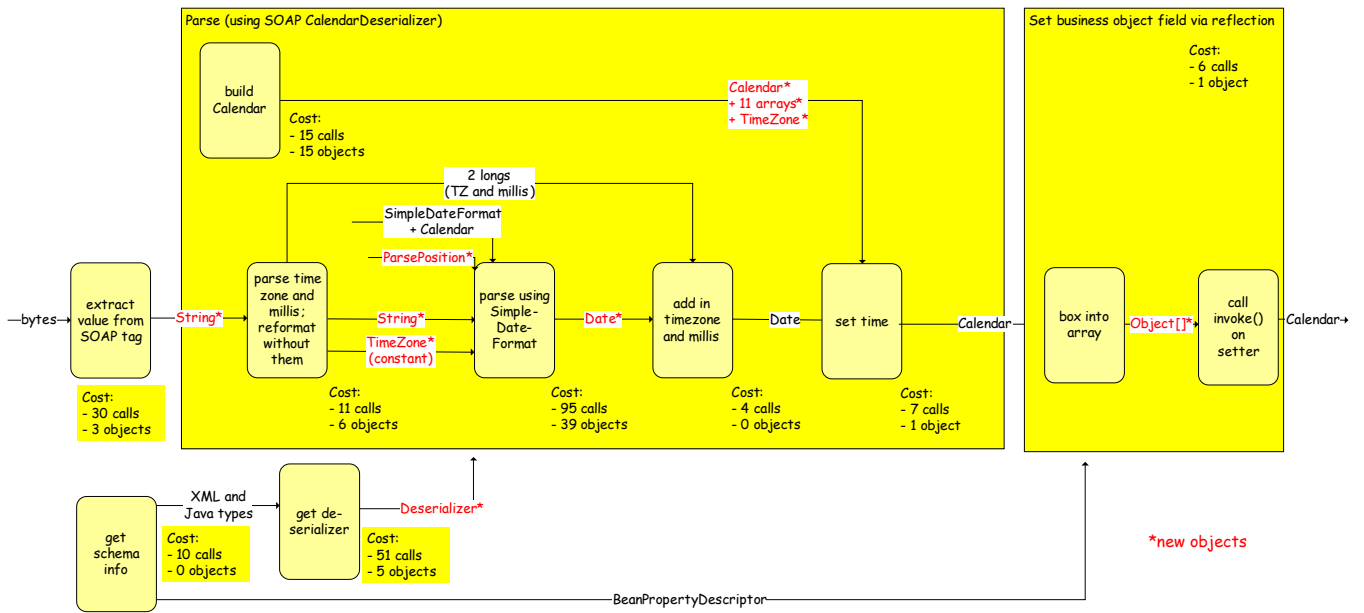 Parse (using SOAP CalendarDeserializer)
build
Calendar
Cost:
- 15 calls
- 15 objects
Calendar*
+ 11 arrays*
+ TimeZone*
2 longs
(TZ and millis)
SimpleDateFormat
+ Calendar
ParsePosition*
bytes
extract
value from
SOAP tag
Cost:
- 30 calls
- 3 objects
String*
parse time
zone and
millis;
reformat
without
them
Cost:
- 11 calls
- 6 objects
String*
TimeZone*
(constant)
parse using
Simple-
Date-
Format
Cost:
- 95 calls
- 39 objects
Date*
add in
timezone
and millis
Cost:
- 4 calls
- 0 objects
Date
set time
Cost:
- 7 calls
- 1 object
Calendar
Set business object field via reflection
Cost:
- 6 calls
- 1 object
box into
array
Object[]*
call
invoke()
on
setter
Calendar
get
schema
info
XML and
Java types
Cost:
- 10 calls
- 0 objects
get de-
serializer
Cost:
- 51 calls
- 5 objects
Deserializer*
BeanPropertyDescriptor
*new objects